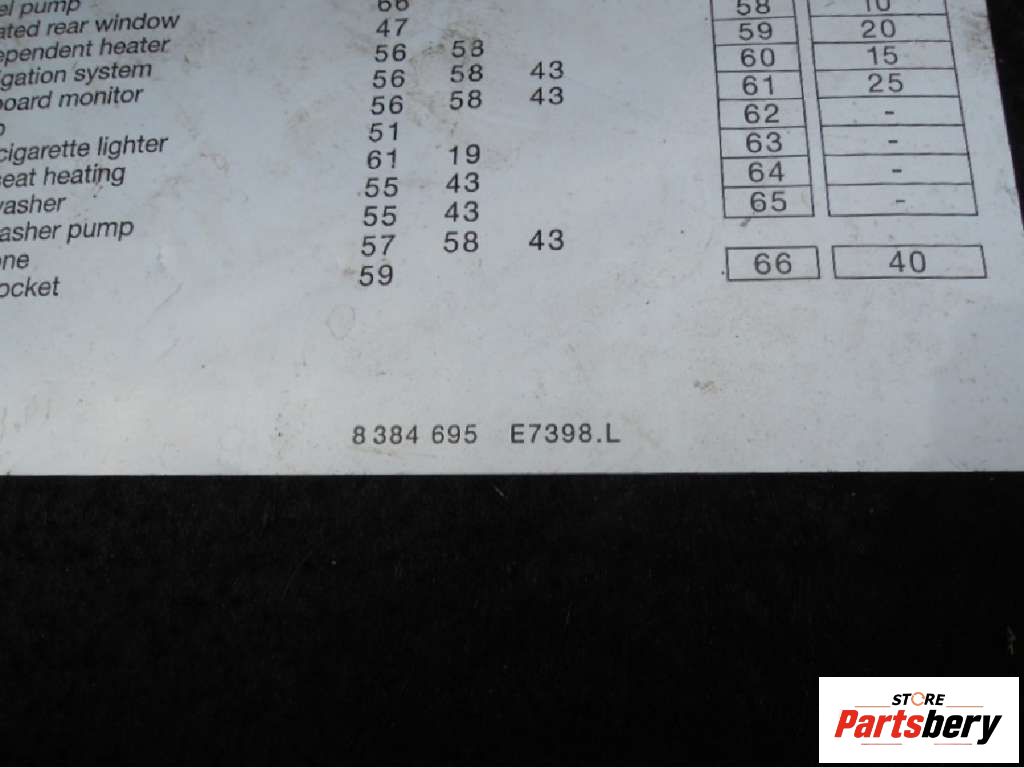 el pump
ated rear window 66
ependent heater 47
igation system 56 58
board monitor 56 58 43
o 56 58 43
cigarette lighter 51
seat heating 61 19
washer 55 43
asher pump 55 43
one 57 58 43
ocket 59
58 10
59 20
60 15
61 25
62 -
63 -
64 -
65 -
66 40
8 384 695 E7398.L
STORE
Partsbery